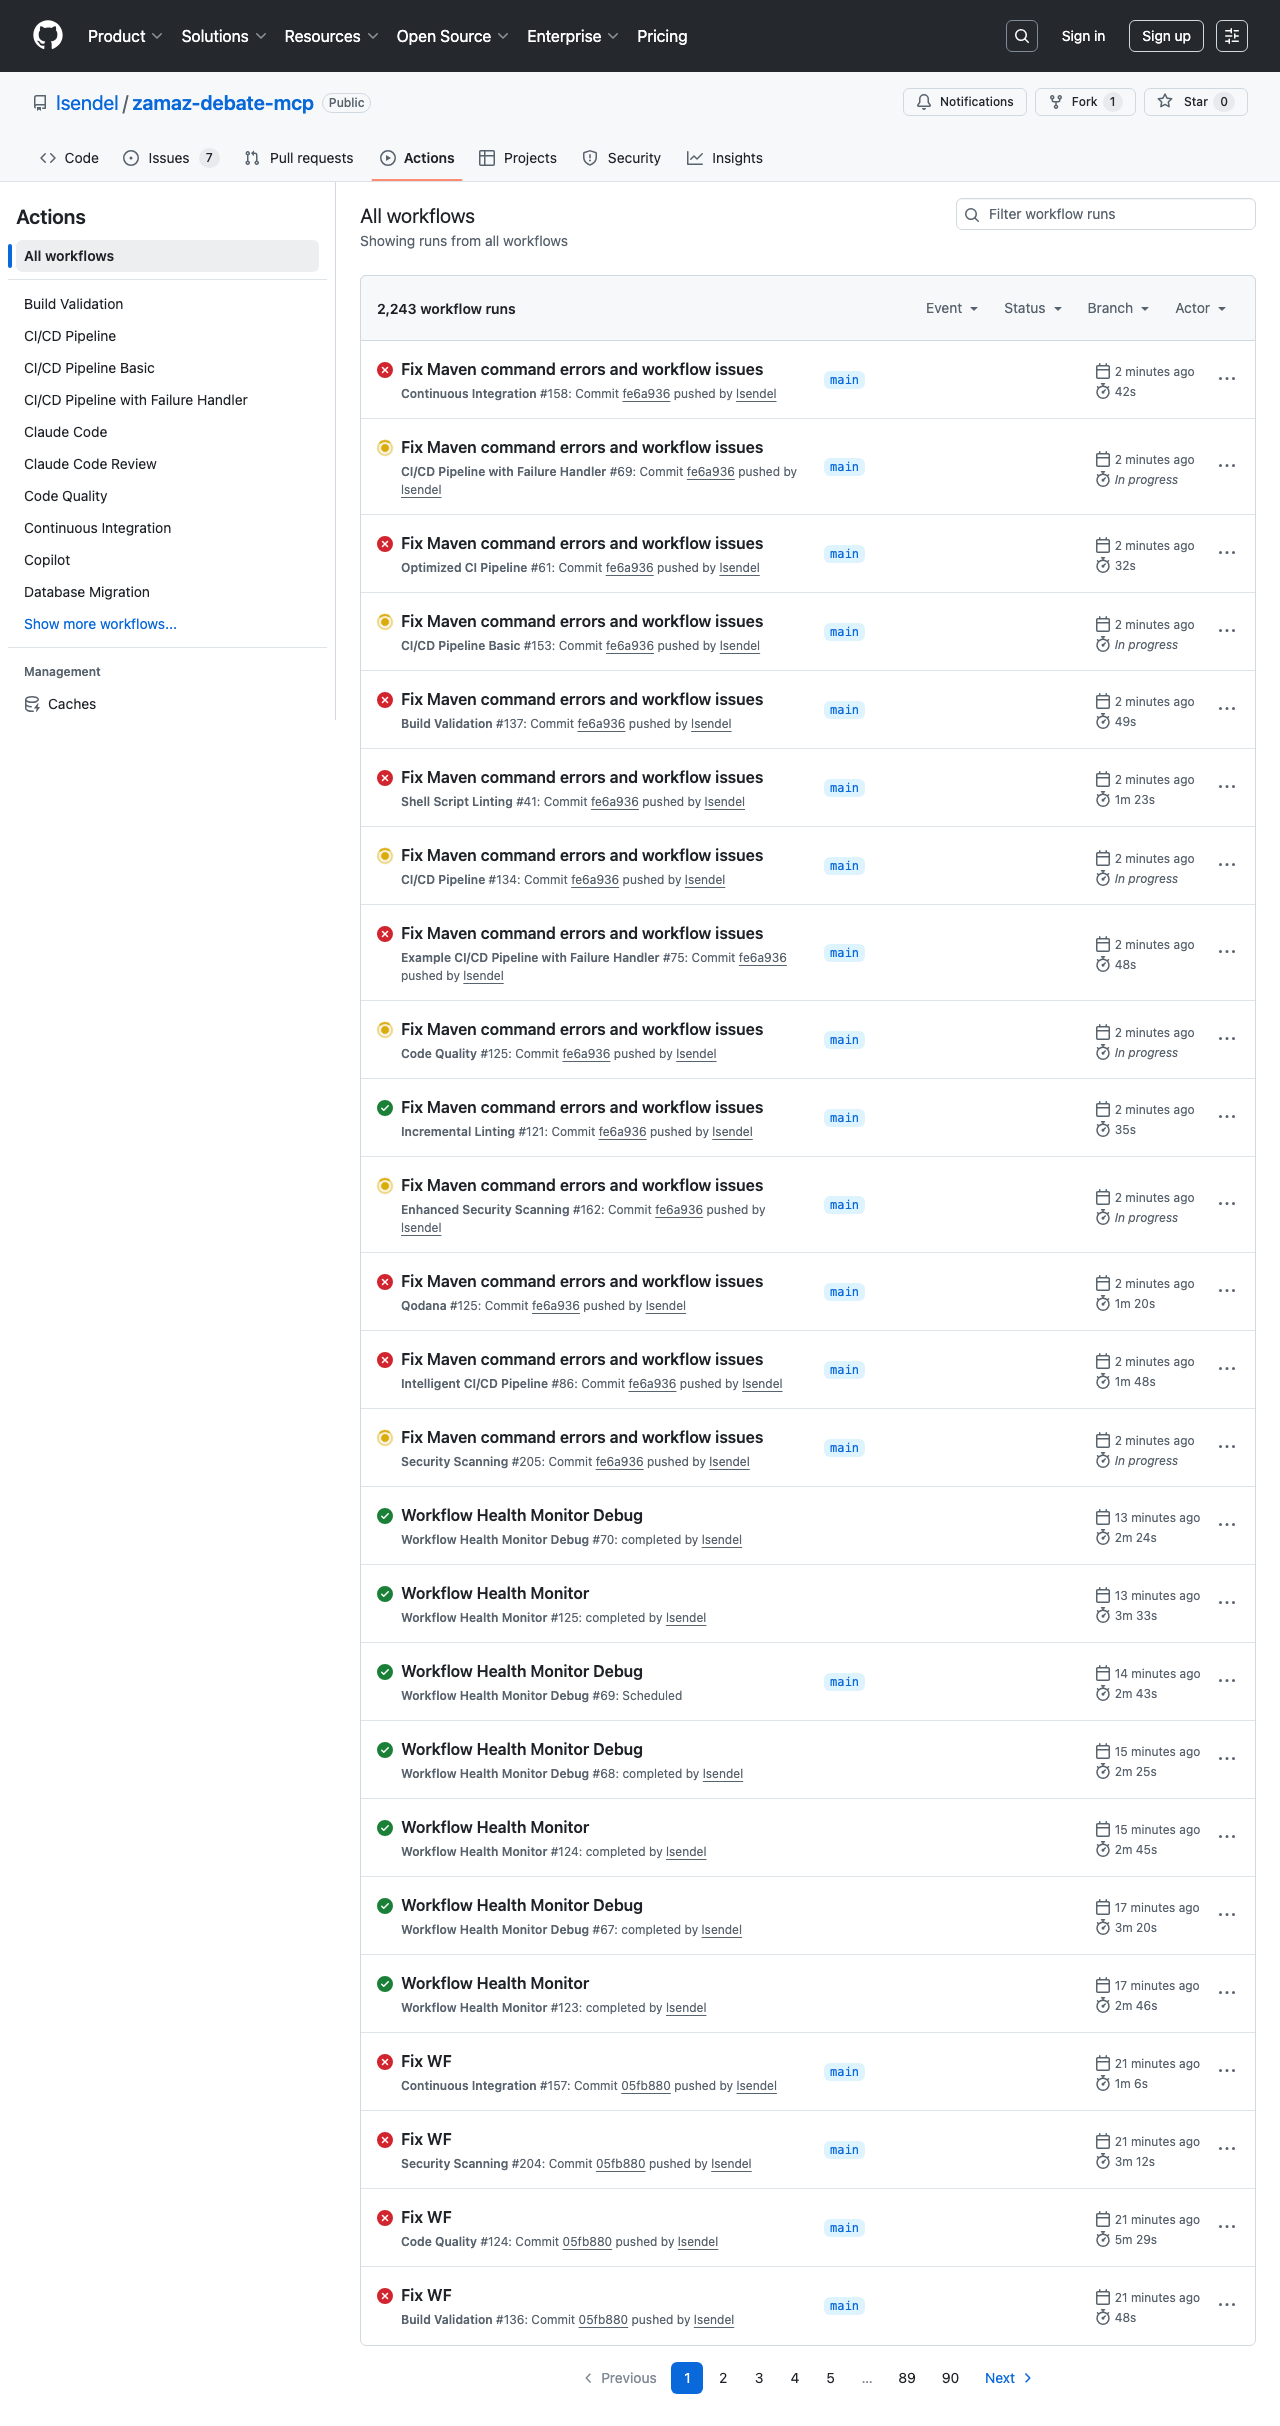 Product Solutions Resources Open Source Enterprise Pricing Sign in Sign up
lsendel / zamaz-debate-mcp Public Notifications Fork 1 Star 0
Code Issues 7 Pull requests Actions Projects Security Insights
Actions
All workflows
Build Validation
CI/CD Pipeline
CI/CD Pipeline Basic
CI/CD Pipeline with Failure Handler
Claude Code
Claude Code Review
Code Quality
Continuous Integration
Copilot
Database Migration
Show more workflows...
Management
Caches
All workflows
Showing runs from all workflows
Filter workflow runs
2,243 workflow runs Event Status Branch Actor
Fix Maven command errors and workflow issues
Continuous Integration #158: Commit fe6a936 pushed by lsendel
main
2 minutes ago
42s
Fix Maven command errors and workflow issues
CI/CD Pipeline with Failure Handler #69: Commit fe6a936 pushed by
lsendel
main
2 minutes ago
In progress
Fix Maven command errors and workflow issues
Optimized CI Pipeline #61: Commit fe6a936 pushed by lsendel
main
2 minutes ago
32s
Fix Maven command errors and workflow issues
CI/CD Pipeline Basic #153: Commit fe6a936 pushed by lsendel
main
2 minutes ago
In progress
Fix Maven command errors and workflow issues
Build Validation #137: Commit fe6a936 pushed by lsendel
main
2 minutes ago
49s
Fix Maven command errors and workflow issues
Shell Script Linting #41: Commit fe6a936 pushed by lsendel
main
2 minutes ago
1m 23s
Fix Maven command errors and workflow issues
CI/CD Pipeline #134: Commit fe6a936 pushed by lsendel
main
2 minutes ago
In progress
Fix Maven command errors and workflow issues
Example CI/CD Pipeline with Failure Handler #75: Commit fe6a936
pushed by lsendel
main
2 minutes ago
48s
Fix Maven command errors and workflow issues
Code Quality #125: Commit fe6a936 pushed by lsendel
main
2 minutes ago
In progress
Fix Maven command errors and workflow issues
Incremental Linting #121: Commit fe6a936 pushed by lsendel
main
2 minutes ago
35s
Fix Maven command errors and workflow issues
Enhanced Security Scanning #162: Commit fe6a936 pushed by
lsendel
main
2 minutes ago
In progress
Fix Maven command errors and workflow issues
Qodana #125: Commit fe6a936 pushed by lsendel
main
2 minutes ago
1m 20s
Fix Maven command errors and workflow issues
Intelligent CI/CD Pipeline #86: Commit fe6a936 pushed by lsendel
main
2 minutes ago
1m 48s
Fix Maven command errors and workflow issues
Security Scanning #205: Commit fe6a936 pushed by lsendel
main
2 minutes ago
In progress
Workflow Health Monitor Debug
Workflow Health Monitor Debug #70: completed by lsendel
13 minutes ago
2m 24s
Workflow Health Monitor
Workflow Health Monitor #125: completed by lsendel
13 minutes ago
3m 33s
Workflow Health Monitor Debug
Workflow Health Monitor Debug #69: Scheduled
main
14 minutes ago
2m 43s
Workflow Health Monitor Debug
Workflow Health Monitor Debug #68: completed by lsendel
15 minutes ago
2m 25s
Workflow Health Monitor
Workflow Health Monitor #124: completed by lsendel
15 minutes ago
2m 45s
Workflow Health Monitor Debug
Workflow Health Monitor Debug #67: completed by lsendel
17 minutes ago
3m 20s
Workflow Health Monitor
Workflow Health Monitor #123: completed by lsendel
17 minutes ago
2m 46s
Fix WF
Continuous Integration #157: Commit 05fb880 pushed by lsendel
main
21 minutes ago
1m 6s
Fix WF
Security Scanning #204: Commit 05fb880 pushed by lsendel
main
21 minutes ago
3m 12s
Fix WF
Code Quality #124: Commit 05fb880 pushed by lsendel
main
21 minutes ago
5m 29s
Fix WF
Build Validation #136: Commit 05fb880 pushed by lsendel
main
21 minutes ago
48s
Previous 1 2 3 4 5 … 89 90 Next